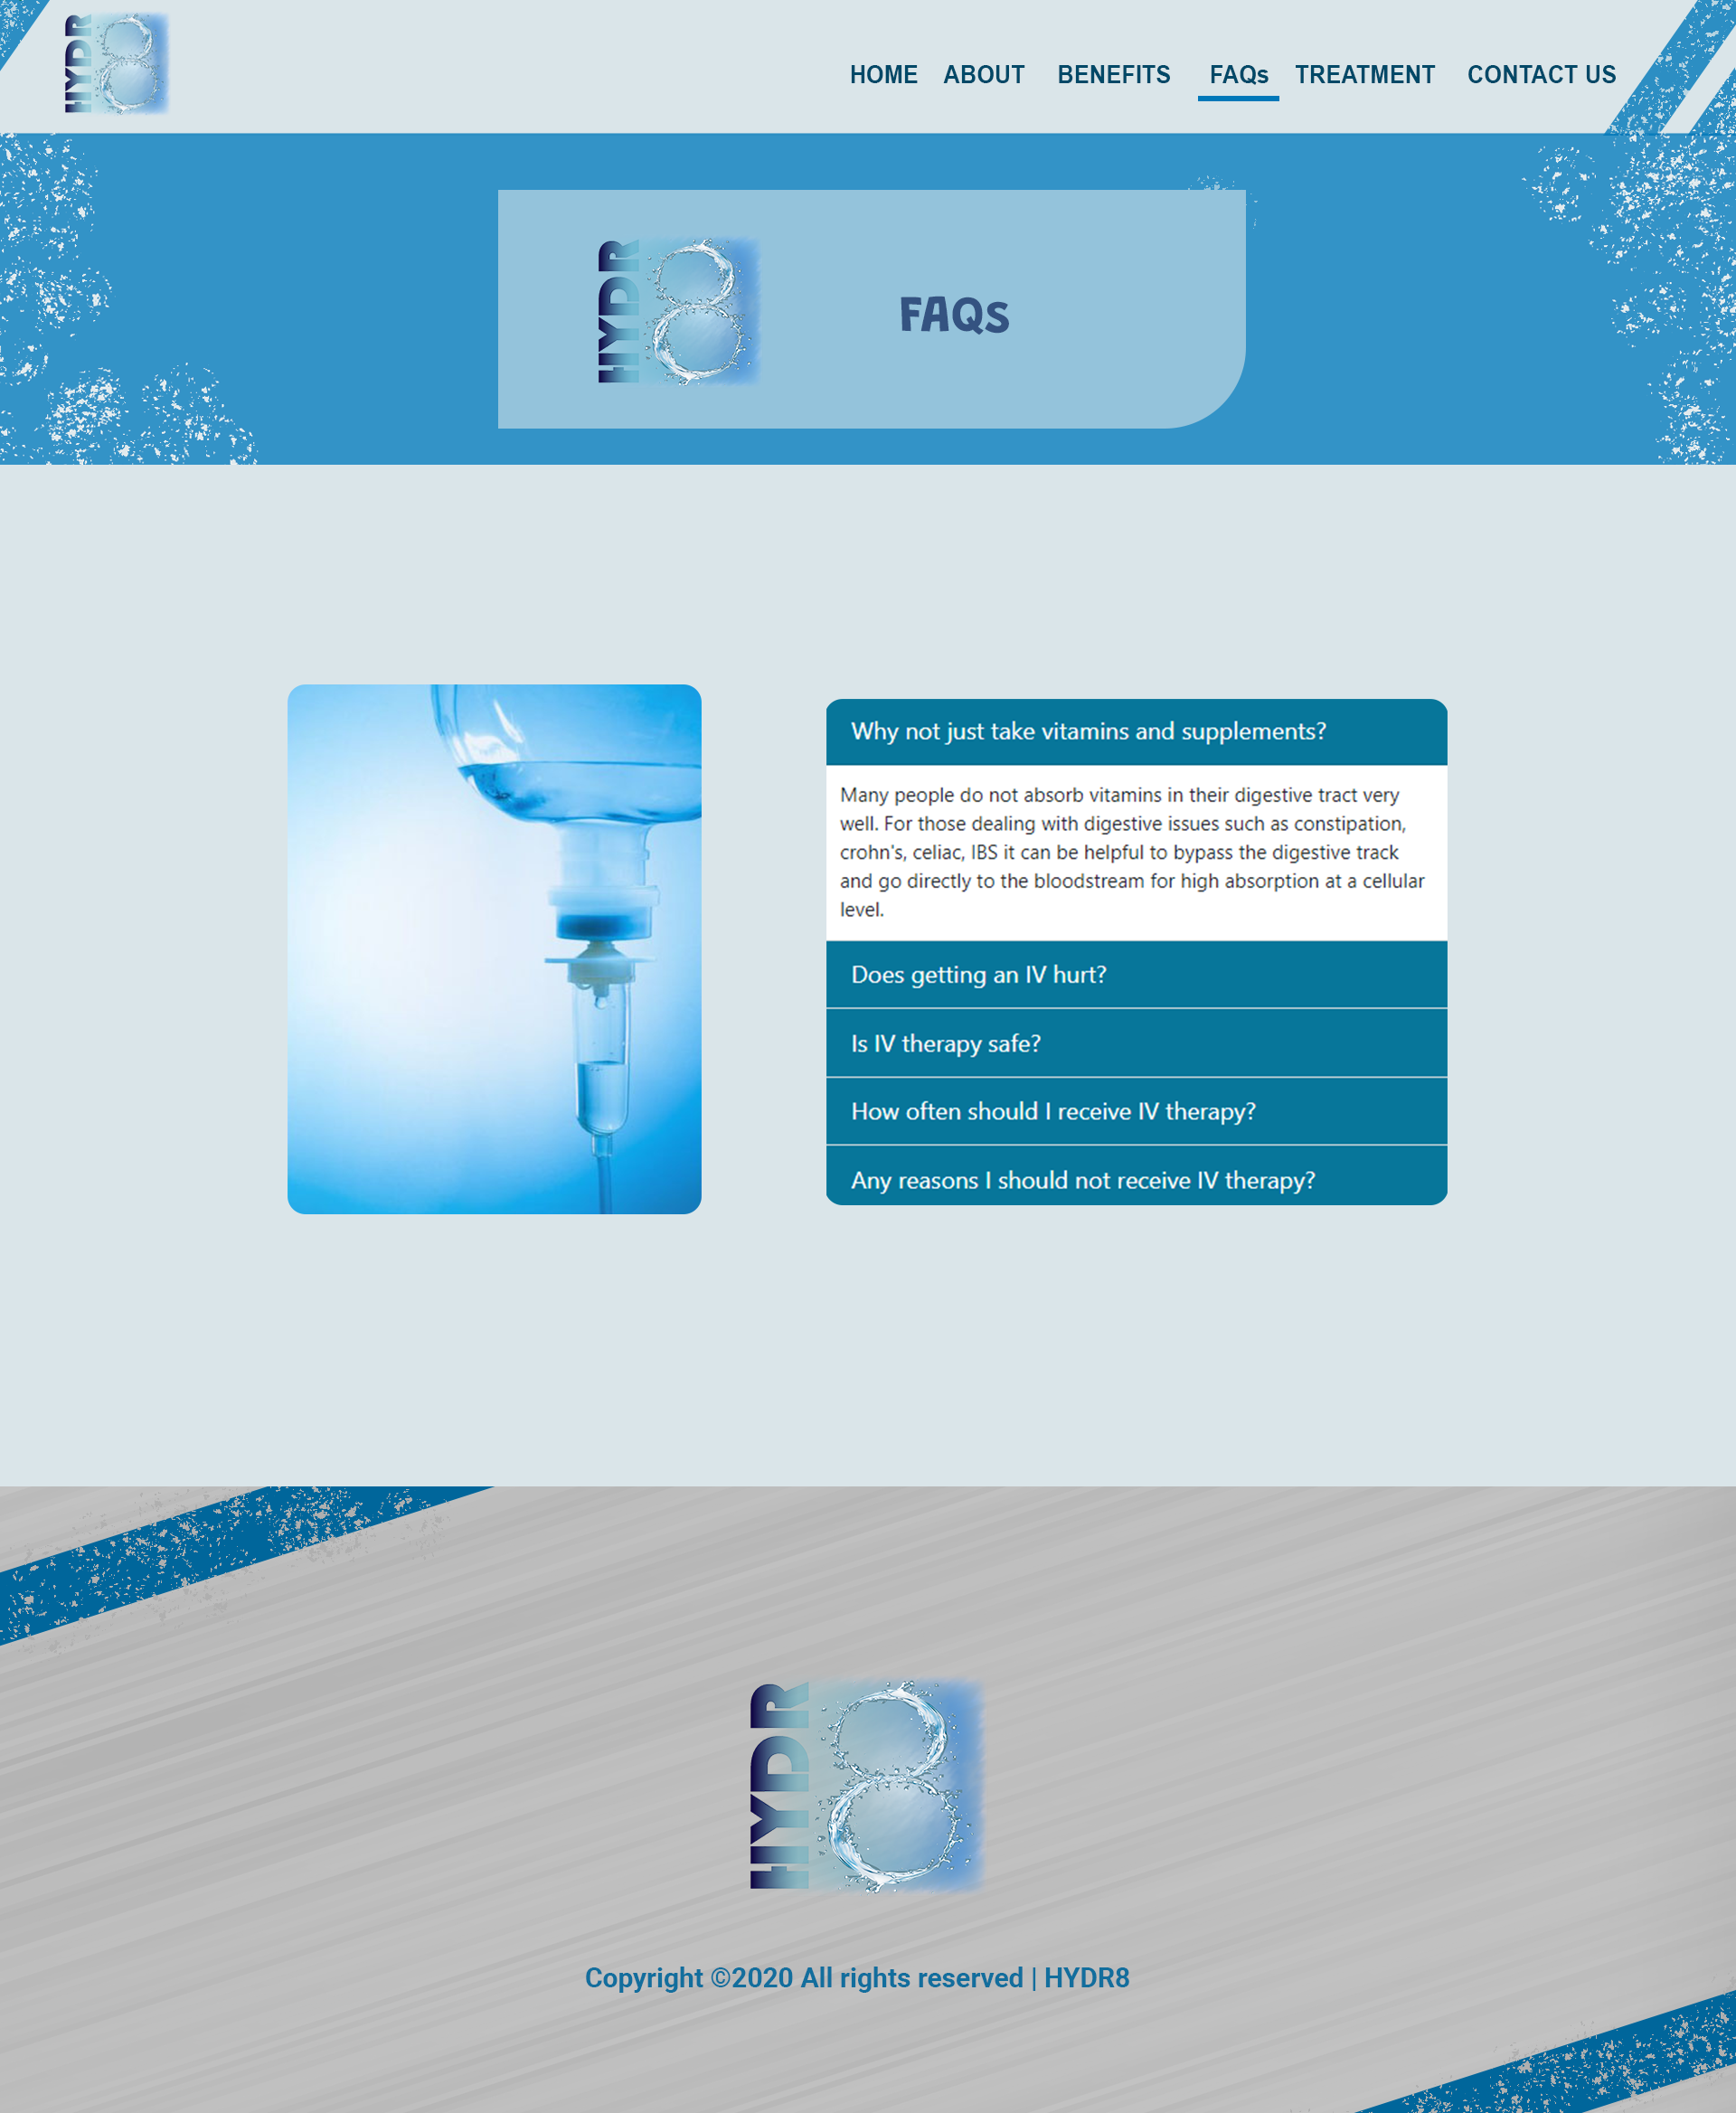 HYDR8
HOME ABOUT BENEFITS FAQs TREATMENT CONTACT US
HYDR8
FAQs
Why not just take vitamins and supplements?
Many people do not absorb vitamins in their digestive tract very
well. For those dealing with digestive issues such as constipation,
crohn's, celiac, IBS it can be helpful to bypass the digestive track
and go directly to the bloodstream for high absorption at a cellular
level.
Does getting an IV hurt?
Is IV therapy safe?
How often should I receive IV therapy?
Any reasons I should not receive IV therapy?
HYDR8
Copyright ©2020 All rights reserved | HYDR8